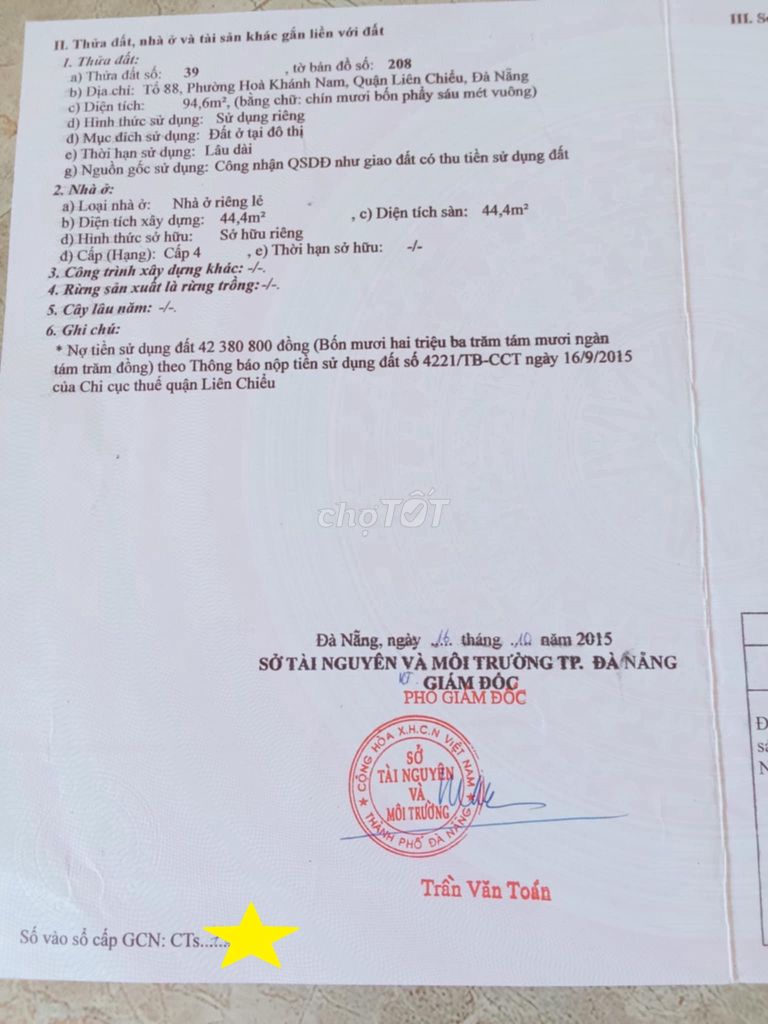 II. Thửa đất, nhà ở và tài sản khác gắn liền với đất
1. Thửa đất:
a) Thửa đất số: 39 , tờ bản đồ số: 208
b) Địa chỉ: Tổ 88, Phường Hoà Khánh Nam, Quận Liên Chiểu, Đà Nẵng
c) Diện tích: 94,6m², (bằng chữ: chín mươi bốn phẩy sáu mét vuông)
d) Hình thức sử dụng: Sử dụng riêng
đ) Mục đích sử dụng: Đất ở tại đô thị
e) Thời hạn sử dụng: Lâu dài
g) Nguồn gốc sử dụng: Công nhận QSDĐ như giao đất có thu tiền sử dụng đất
2. Nhà ở:
a) Loại nhà ở: Nhà ở riêng lẻ
b) Diện tích xây dựng: 44,4m² , c) Diện tích sàn: 44,4m²
d) Hình thức sở hữu: Sở hữu riêng
đ) Cấp (Hạng): Cấp 4 , e) Thời hạn sở hữu: -/-
3. Công trình xây dựng khác: -/-.
4. Rừng sản xuất là rừng trồng: -/-.
5. Cây lâu năm: -/-.
6. Ghi chú:
* Nợ tiền sử dụng đất 42 380 800 đồng (Bốn mươi hai triệu ba trăm tám mươi ngàn
tám trăm đồng) theo Thông báo nộp tiền sử dụng đất số 4221/TB-CCT ngày 16/9/2015
của Chi cục thuế quận Liên Chiểu
chợTỐT
Đà Nẵng, ngày 16 tháng 10 năm 2015
SỞ TÀI NGUYÊN VÀ MÔI TRƯỜNG TP. ĐÀ NẴNG
KT. GIÁM ĐỐC
PHÓ GIÁM ĐỐC
CỘNG HÒA X.H.C.N VIỆT NAM
SỞ
TÀI NGUYÊN
VÀ
MÔI TRƯỜNG
THÀNH PHỐ ĐÀ NẴNG
Trần Văn Toán
Số vào sổ cấp GCN: CTs
III.